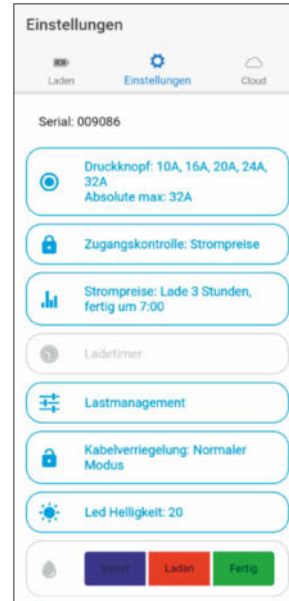 Einstellungen
Laden
Einstellungen
Cloud
Serial: 009086
Druckknopf: 10A, 16A, 20A, 24A,
32A
Absolute max: 32A
Zugangskontrolle: Strompreise
Strompreise: Lade 3 Stunden,
fertig um 7:00
Ladetimer
Lastmanagement
Kabelverriegelung: Normaler
Modus
Led Helligkeit: 20
Laden
Fertig